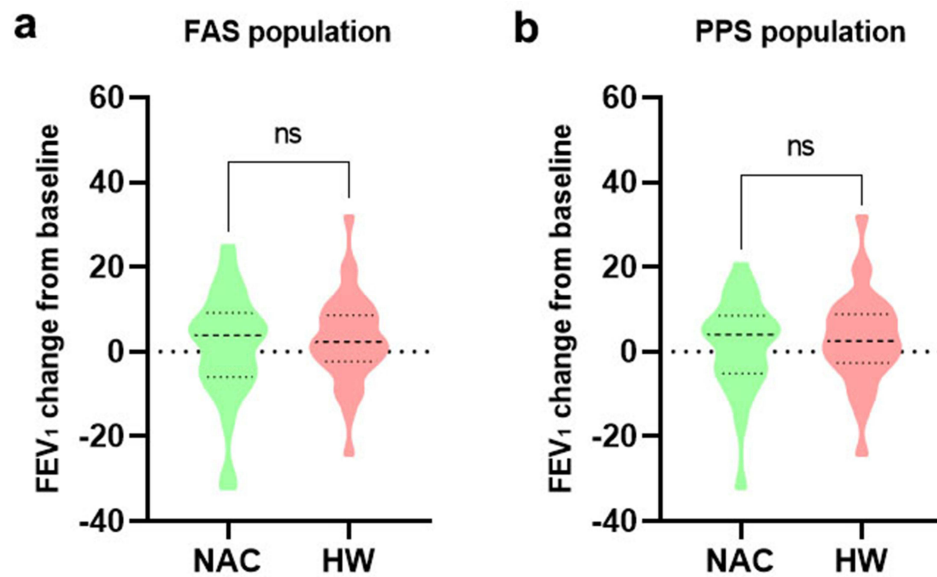 a FAS population
FEV₁ change from baseline
60
40
20
0
-20
-40
ns
NAC HW
b PPS population
FEV₁ change from baseline
60
40
20
0
-20
-40
ns
NAC HW